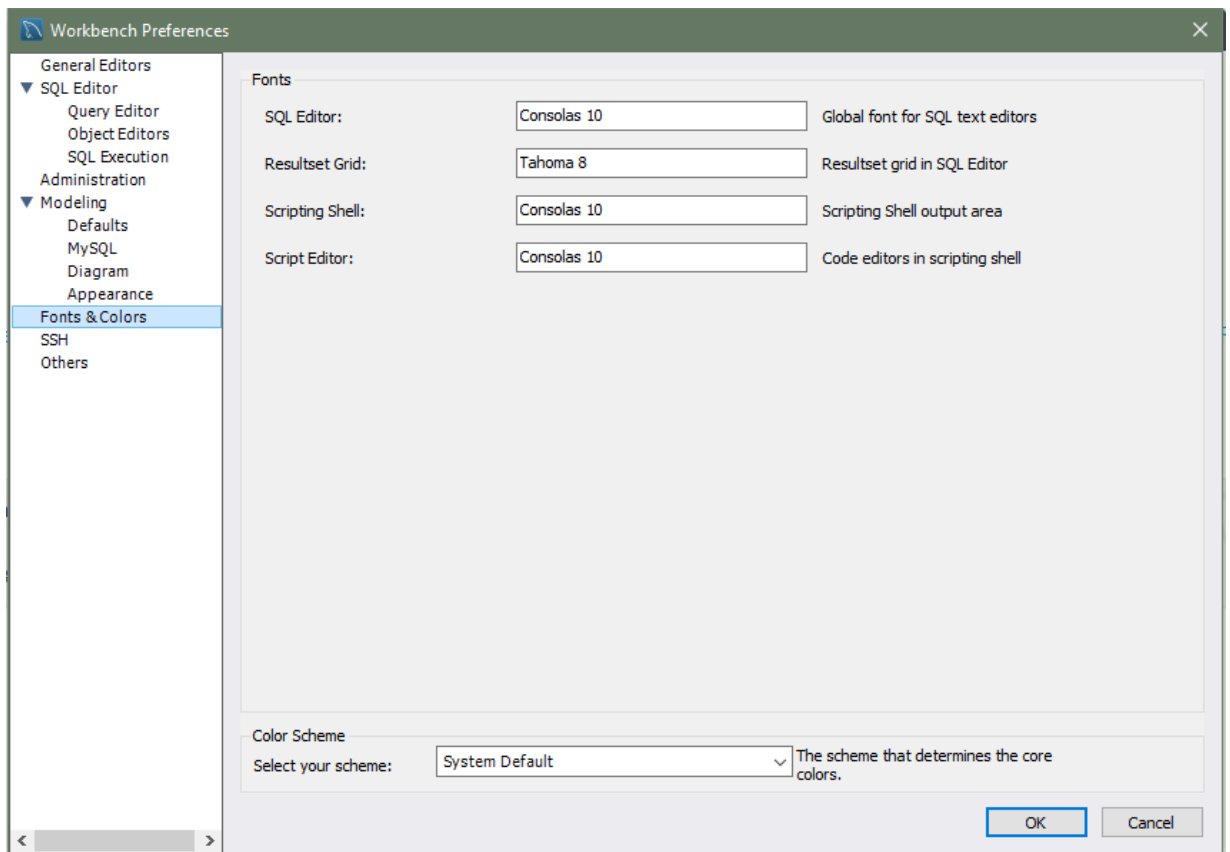 Workbench Preferences
General Editors
SQL Editor
Query Editor
Object Editors
SQL Execution
Administration
Modeling
Defaults
MySQL
Diagram
Appearance
Fonts & Colors
SSH
Others
Fonts
SQL Editor: Consolas 10 Global font for SQL text editors
Resultset Grid: Tahoma 8 Resultset grid in SQL Editor
Scripting Shell: Consolas 10 Scripting Shell output area
Script Editor: Consolas 10 Code editors in scripting shell
Color Scheme
Select your scheme: System Default The scheme that determines the core
colors.
OK Cancel